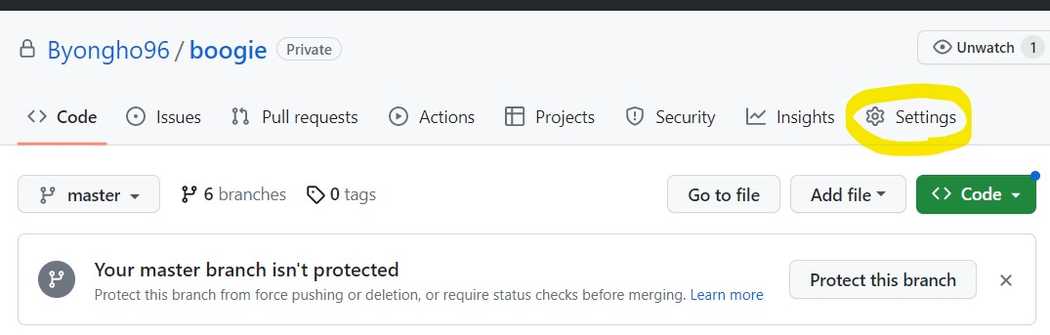 Byongho96 / boogie Private Unwatch 1
Code Issues Pull requests Actions Projects Security Insights Settings
master 6 branches 0 tags Go to file Add file Code
Your master branch isn't protected
Protect this branch from force pushing or deletion, or require status checks before merging. Learn more Protect this branch